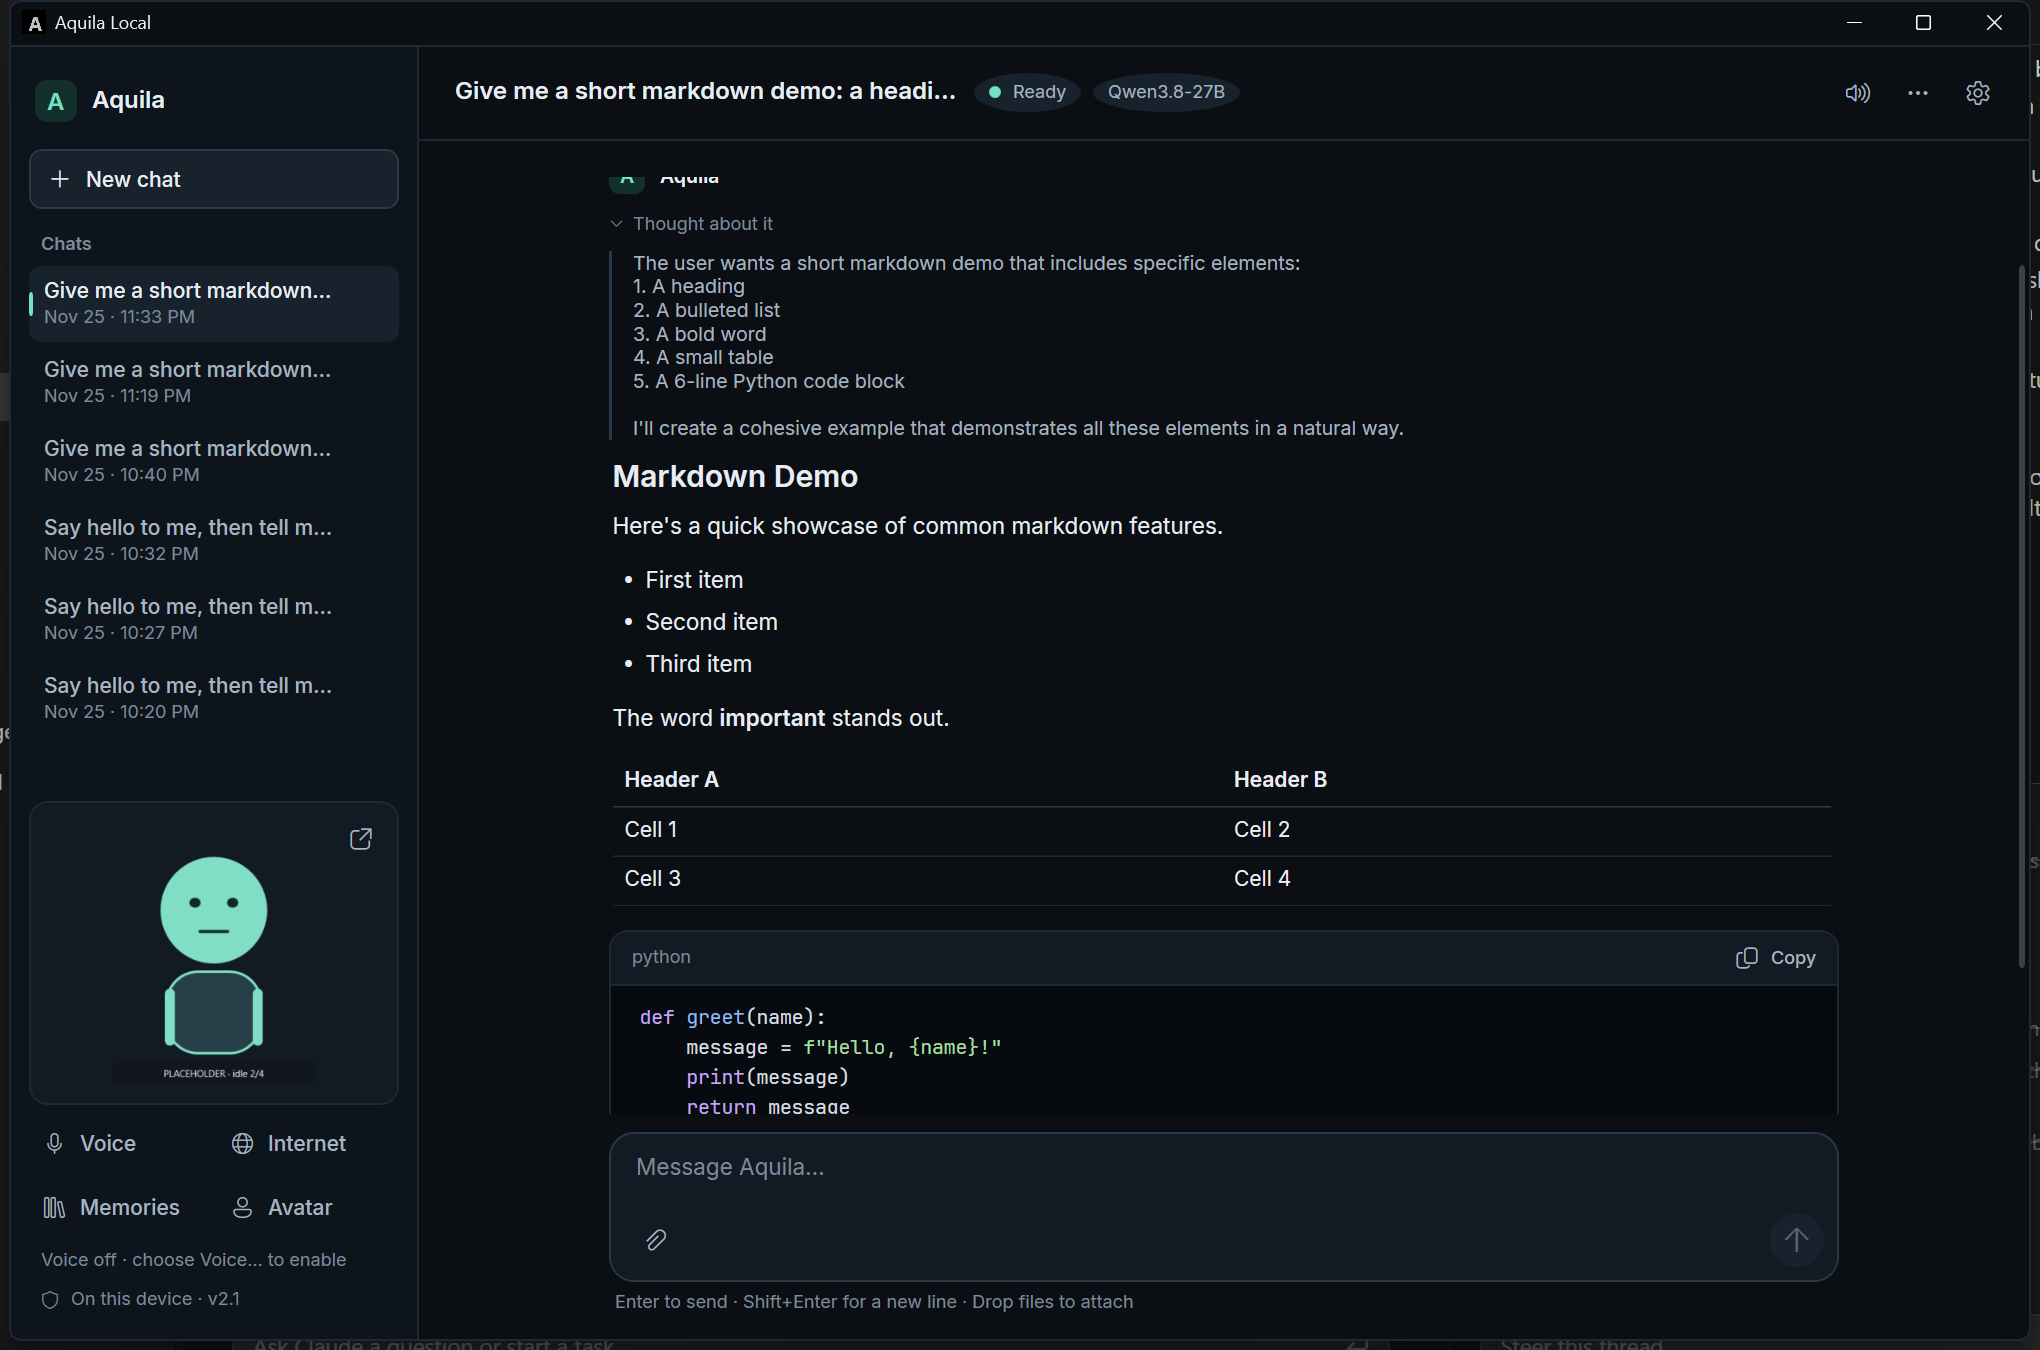 A Aquila Local
A Aquila
New chat
Chats
Give me a short markdown...
Nov 25 · 11:33 PM
Give me a short markdown...
Nov 25 · 11:19 PM
Give me a short markdown...
Nov 25 · 10:40 PM
Say hello to me, then tell m...
Nov 25 · 10:32 PM
Say hello to me, then tell m...
Nov 25 · 10:27 PM
Say hello to me, then tell m...
Nov 25 · 10:20 PM
PLACEHOLDER - idle 2/4
Voice
Internet
Memories
Avatar
Voice off · choose Voice... to enable
On this device · v2.1
Give me a short markdown demo: a headi...
Ready
Qwen3.8-27B
A Aquila
Thought about it
The user wants a short markdown demo that includes specific elements:
1. A heading
2. A bulleted list
3. A bold word
4. A small table
5. A 6-line Python code block
I'll create a cohesive example that demonstrates all these elements in a natural way.
Markdown Demo
Here's a quick showcase of common markdown features.
• First item
• Second item
• Third item
The word important stands out.
Header A Header B
Cell 1 Cell 2
Cell 3 Cell 4
python
Copy
def greet(name):
    message = f"Hello, {name}!"
    print(message)
    return message
Message Aquila...
Enter to send · Shift+Enter for a new line · Drop files to attach
Ask Claude a question or start a task
Steer this thread